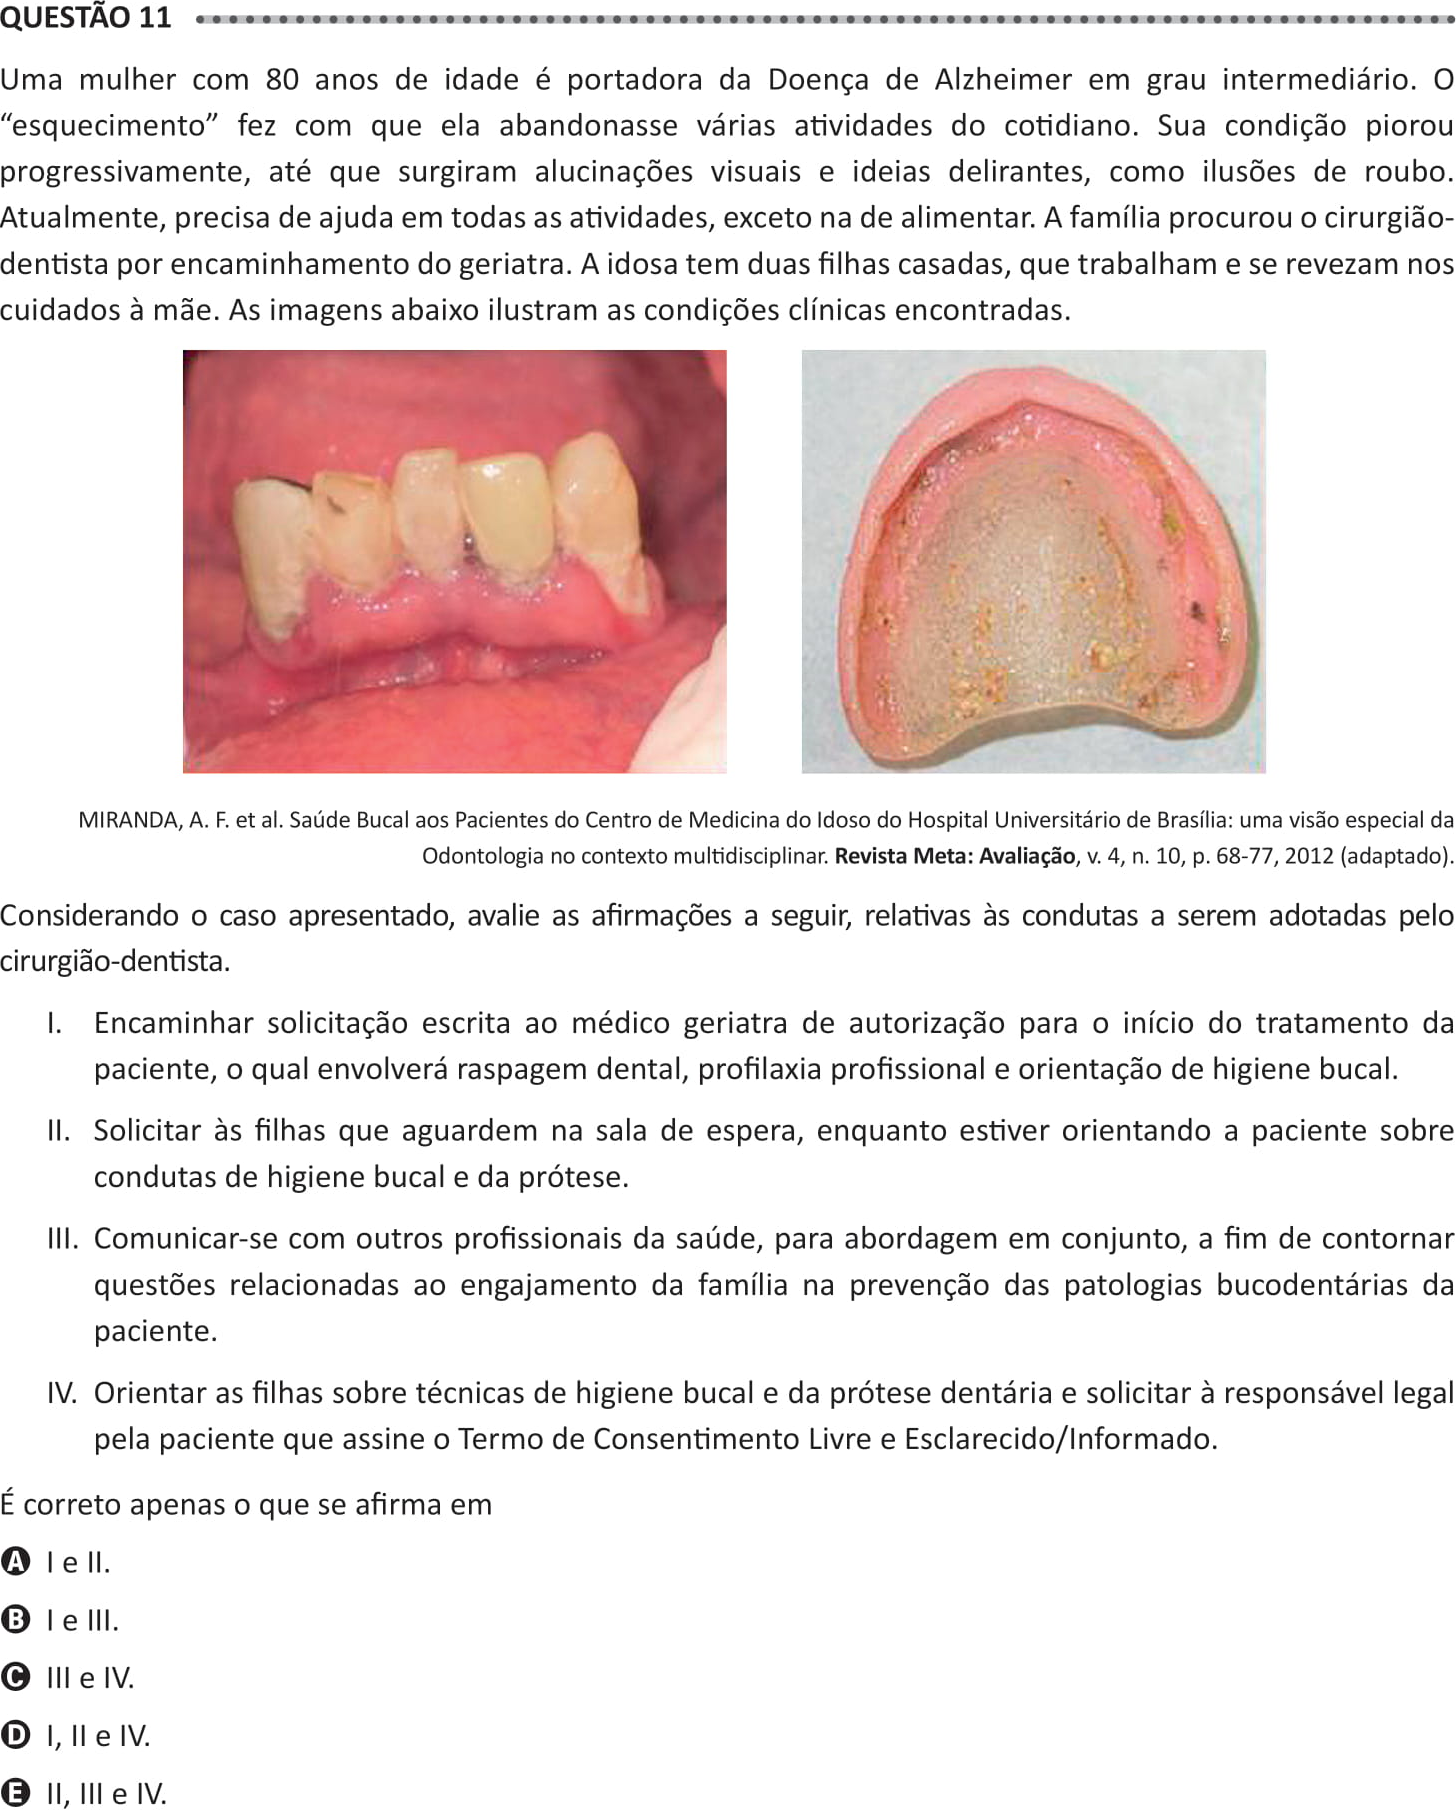 QUESTÃO 11
Uma mulher com 80 anos de idade é portadora da Doença de Alzheimer em grau intermediário. O
“esquecimento” fez com que ela abandonasse várias atividades do cotidiano. Sua condição piorou
progressivamente, até que surgiram alucinações visuais e ideias delirantes, como ilusões de roubo.
Atualmente, precisa de ajuda em todas as atividades, exceto na de alimentar. A família procurou o cirurgião-
dentista por encaminhamento do geriatra. A idosa tem duas filhas casadas, que trabalham e se revezam nos
cuidados à mãe. As imagens abaixo ilustram as condições clínicas encontradas.
MIRANDA, A. F. et al. Saúde Bucal aos Pacientes do Centro de Medicina do Idoso do Hospital Universitário de Brasília: uma visão especial da
Odontologia no contexto multidisciplinar. Revista Meta: Avaliação, v. 4, n. 10, p. 68-77, 2012 (adaptado).
Considerando o caso apresentado, avalie as afirmações a seguir, relativas às condutas a serem adotadas pelo
cirurgião-dentista.
I. Encaminhar solicitação escrita ao médico geriatra de autorização para o início do tratamento da
paciente, o qual envolverá raspagem dental, profilaxia profissional e orientação de higiene bucal.
II. Solicitar às filhas que aguardem na sala de espera, enquanto estiver orientando a paciente sobre
condutas de higiene bucal e da prótese.
III. Comunicar-se com outros profissionais da saúde, para abordagem em conjunto, a fim de contornar
questões relacionadas ao engajamento da família na prevenção das patologias bucodentárias da
paciente.
IV. Orientar as filhas sobre técnicas de higiene bucal e da prótese dentária e solicitar à responsável legal
pela paciente que assine o Termo de Consentimento Livre e Esclarecido/Informado.
É correto apenas o que se afirma em
A I e II.
B I e III.
C III e IV.
D I, II e IV.
E II, III e IV.